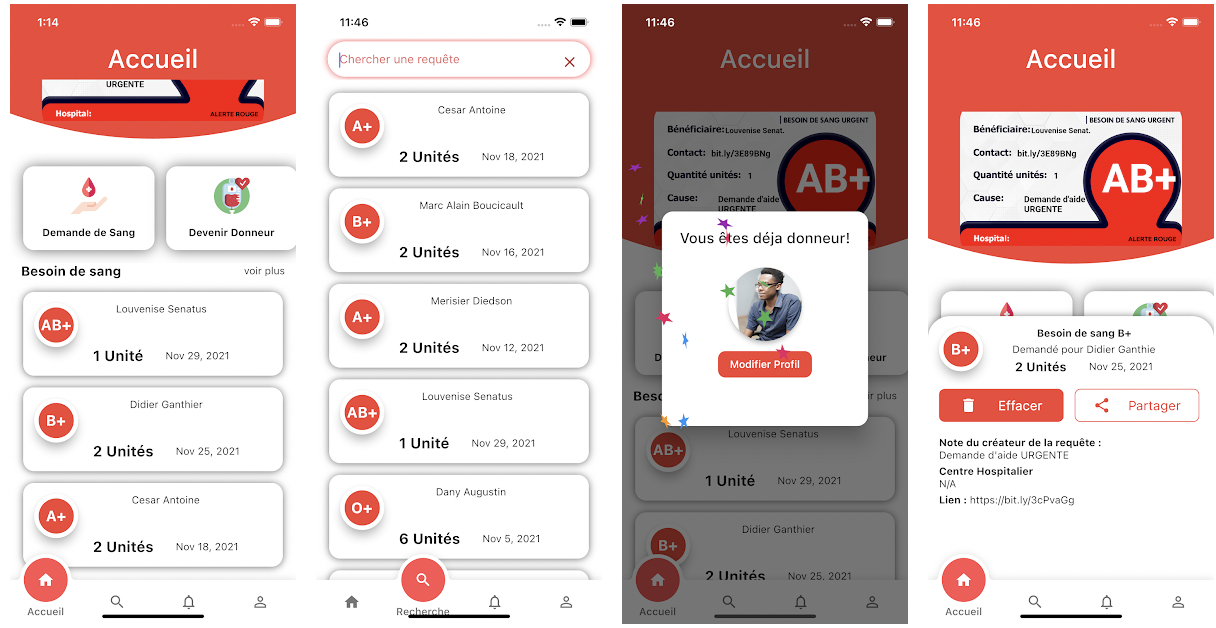 1:14
Accueil
URGENTE
Hospital:
ALERTE ROUGE
Demande de Sang
Devenir Donneur
Besoin de sang
voir plus
Louvenise Senatus
AB+
1 Unité
Nov 29, 2021
Didier Ganthier
B+
2 Unités
Nov 25, 2021
Cesar Antoine
A+
2 Unités
Nov 18, 2021
Accueil
11:46
Chercher une requête
Cesar Antoine
A+
2 Unités
Nov 18, 2021
Marc Alain Boucicault
B+
2 Unités
Nov 16, 2021
Merisier Diedson
A+
2 Unités
Nov 12, 2021
Louvenise Senatus
AB+
1 Unité
Nov 29, 2021
Dany Augustin
O+
6 Unités
Nov 5, 2021
Recherche
11:46
Accueil
BESOIN DE SANG URGENT
Bénéficiaire: Louvenise Senat.
Contact: bit.ly/3E89BNg
Quantité unités: 1
AB+
Cause: Demande d'aide
URGENTE
Vous êtes déja donneur!
Modifier Profil
D
eur
Beso
ir plus
Louvenise Senatus
AB+
1 Unité
Nov 29, 2021
Didier Ganthier
B+
2 Unités
Nov 25, 2021
Accueil
11:46
Accueil
BESOIN DE SANG URGENT
Bénéficiaire: Louvenise Senat.
Contact: bit.ly/3E89BNg
Quantité unités: 1
AB+
Cause: Demande d'aide
URGENTE
Hospital:
ALERTE ROUGE
Besoin de sang B+
B+
Demandé pour Didier Ganthie
2 Unités
Nov 25, 2021
Effacer
Partager
Note du créateur de la requête :
Demande d'aide URGENTE
Centre Hospitalier
N/A
Lien : https://bit.ly/3cPvaGg
Accueil